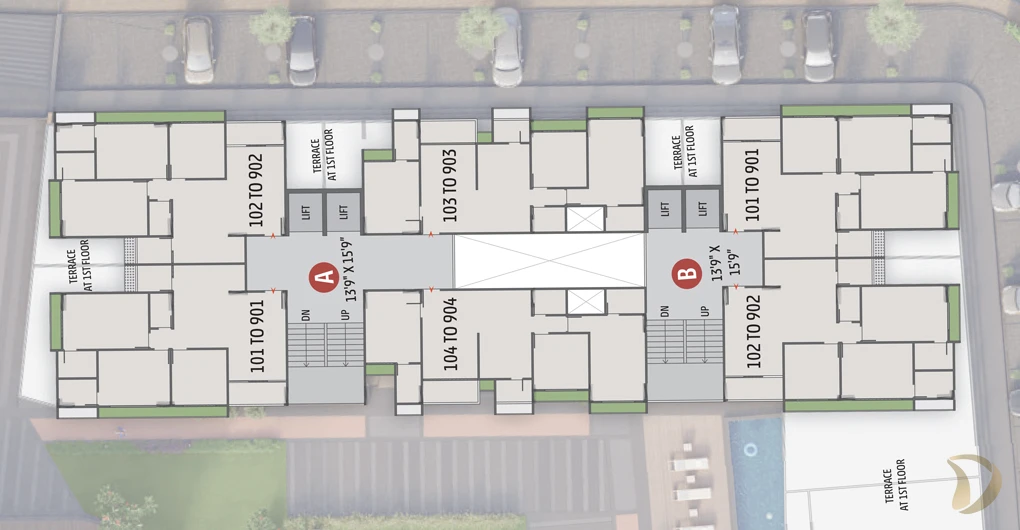 TERRACE
AT 1ST FLOOR
TERRACE
AT 1ST FLOOR
102 TO 902
103 TO 903
101 TO 901
LIFT
LIFT
LIFT
LIFT
TERRACE
AT 1ST FLOOR
A
13'9" X 15'9"
B
13'9" X
15'9"
DN
UP
DN
UP
101 TO 901
104 TO 904
102 TO 902
TERRACE
AT 1ST FLOOR